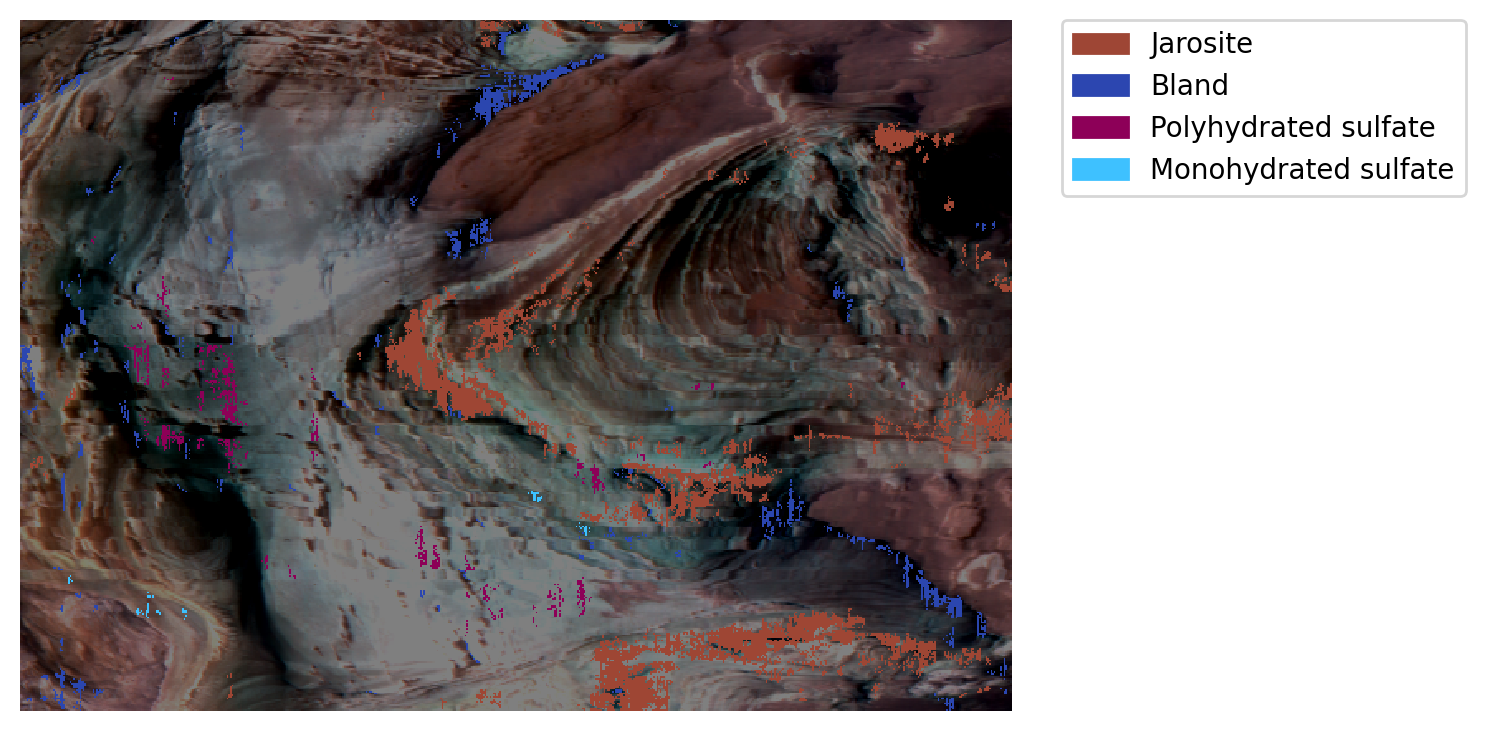 Jarosite
Bland
Polyhydrated sulfate
Monohydrated sulfate